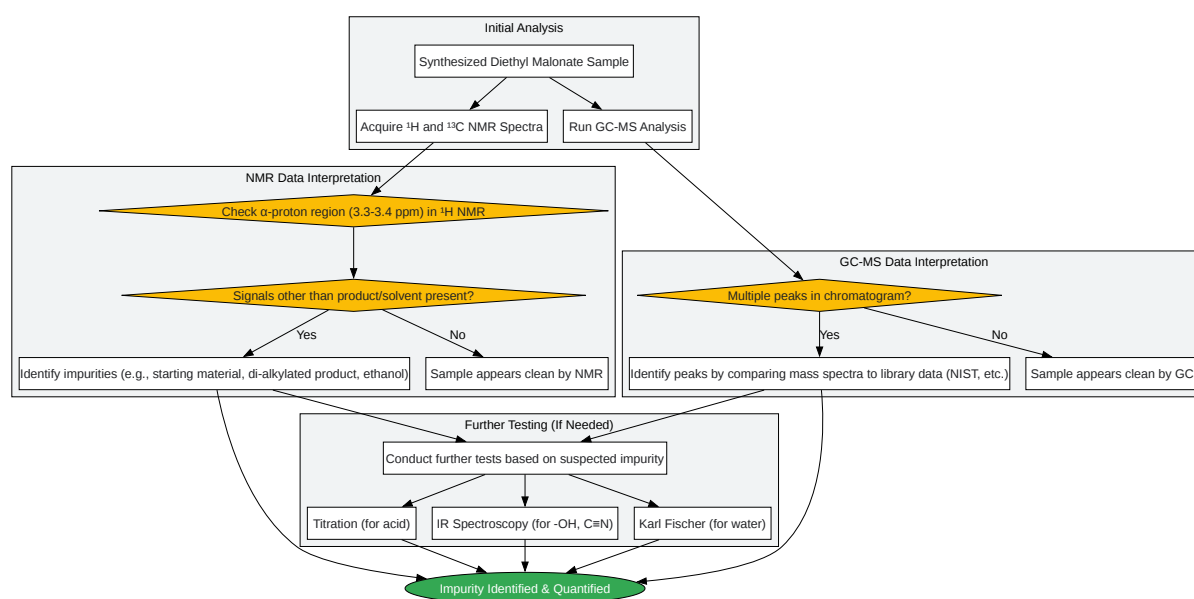 Initial Analysis
Synthesized Diethyl Malonate Sample
Acquire ¹H and ¹³C NMR Spectra
Run GC-MS Analysis
NMR Data Interpretation
Check α-proton region (3.3-3.4 ppm) in ¹H NMR
Signals other than product/solvent present?
Yes
No
Identify impurities (e.g., starting material, di-alkylated product, ethanol)
Sample appears clean by NMR
GC-MS Data Interpretation
Multiple peaks in chromatogram?
Yes
No
Identify peaks by comparing mass spectra to library data (NIST, etc.)
Sample appears clean by GC
Further Testing (If Needed)
Conduct further tests based on suspected impurity
Titration (for acid)
IR Spectroscopy (for -OH, C≡N)
Karl Fischer (for water)
Impurity Identified & Quantified